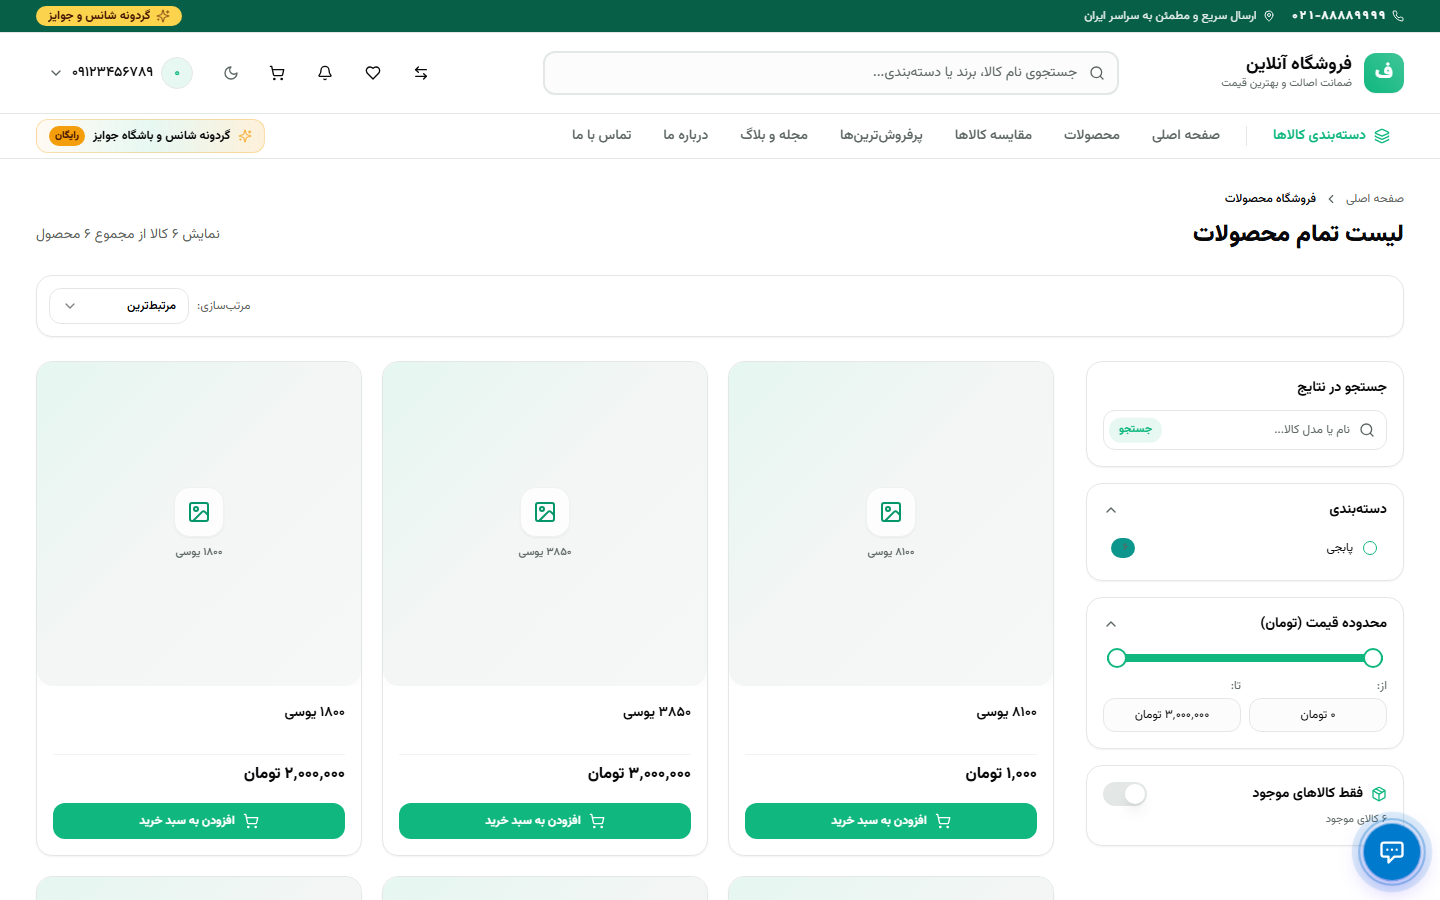 ۰۲۱-۸۸۸۸۹۹۹۹
ارسال سریع و مطمئن به سراسر ایران
گردونه شانس و جوایز
ف
فروشگاه آنلاین
ضمانت اصالت و بهترین قیمت
جستجوی نام کالا، برند یا دسته‌بندی...
۰
۰۹۱۲۳۴۵۶۷۸۹
دسته‌بندی کالاها
صفحه اصلی
محصولات
مقایسه کالاها
پرفروش‌ترین‌ها
مجله و بلاگ
درباره ما
تماس با ما
گردونه شانس و باشگاه جوایز
رایگان
صفحه اصلی
فروشگاه محصولات
لیست تمام محصولات
نمایش ۶ کالا از مجموع ۶ محصول
مرتب‌سازی:
مرتبط‌ترین
جستجو در نتایج
نام یا مدل کالا...
جستجو
دسته‌بندی
پابجی
محدوده قیمت (تومان)
از:
تا:
۰ تومان
۳,۰۰۰,۰۰۰ تومان
فقط کالاهای موجود
۶ کالای موجود
۸۱۰۰ یوسی
۸۱۰۰ یوسی
۱,۰۰۰ تومان
افزودن به سبد خرید
۳۸۵۰ یوسی
۳۸۵۰ یوسی
۳,۰۰۰,۰۰۰ تومان
افزودن به سبد خرید
۱۸۰۰ یوسی
۱۸۰۰ یوسی
۲,۰۰۰,۰۰۰ تومان
افزودن به سبد خرید